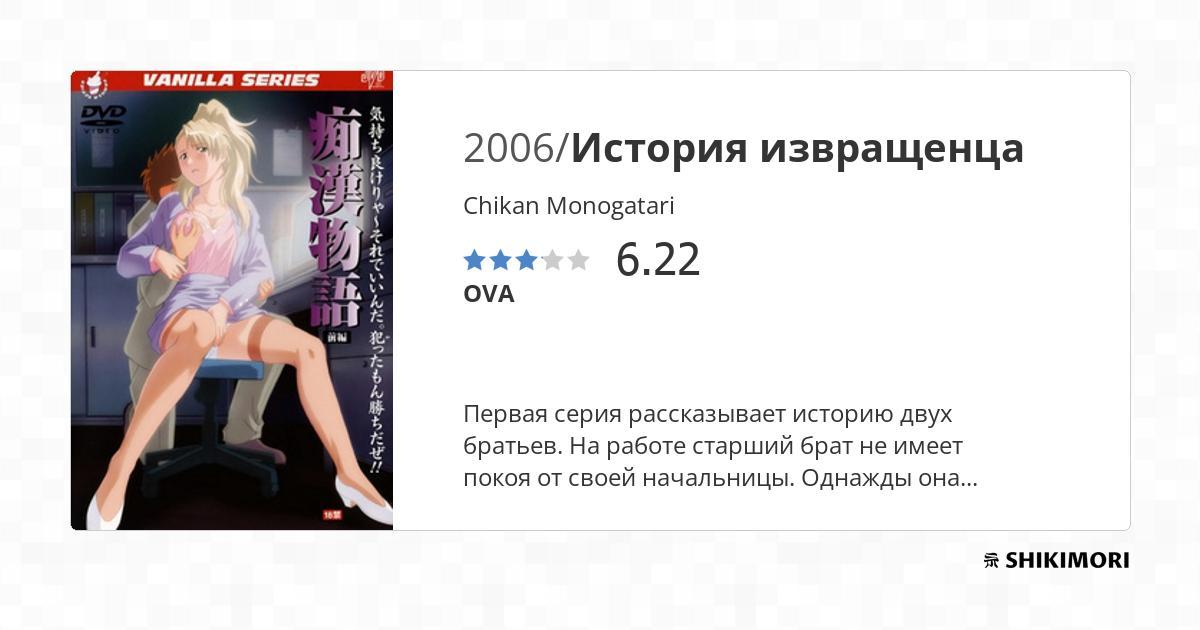 VANILLA SERIES
DVD
VIDEO
気持ち良けりゃ～それでいいんだ。犯ったもん勝ちだぜ!!
痴漢物語
前編
18禁
2006/История извращенца
Chikan Monogatari
6.22
OVA
Первая серия рассказывает историю двух
братьев. На работе старший брат не имеет
покоя от своей начальницы. Однажды она...
SHIKIMORI